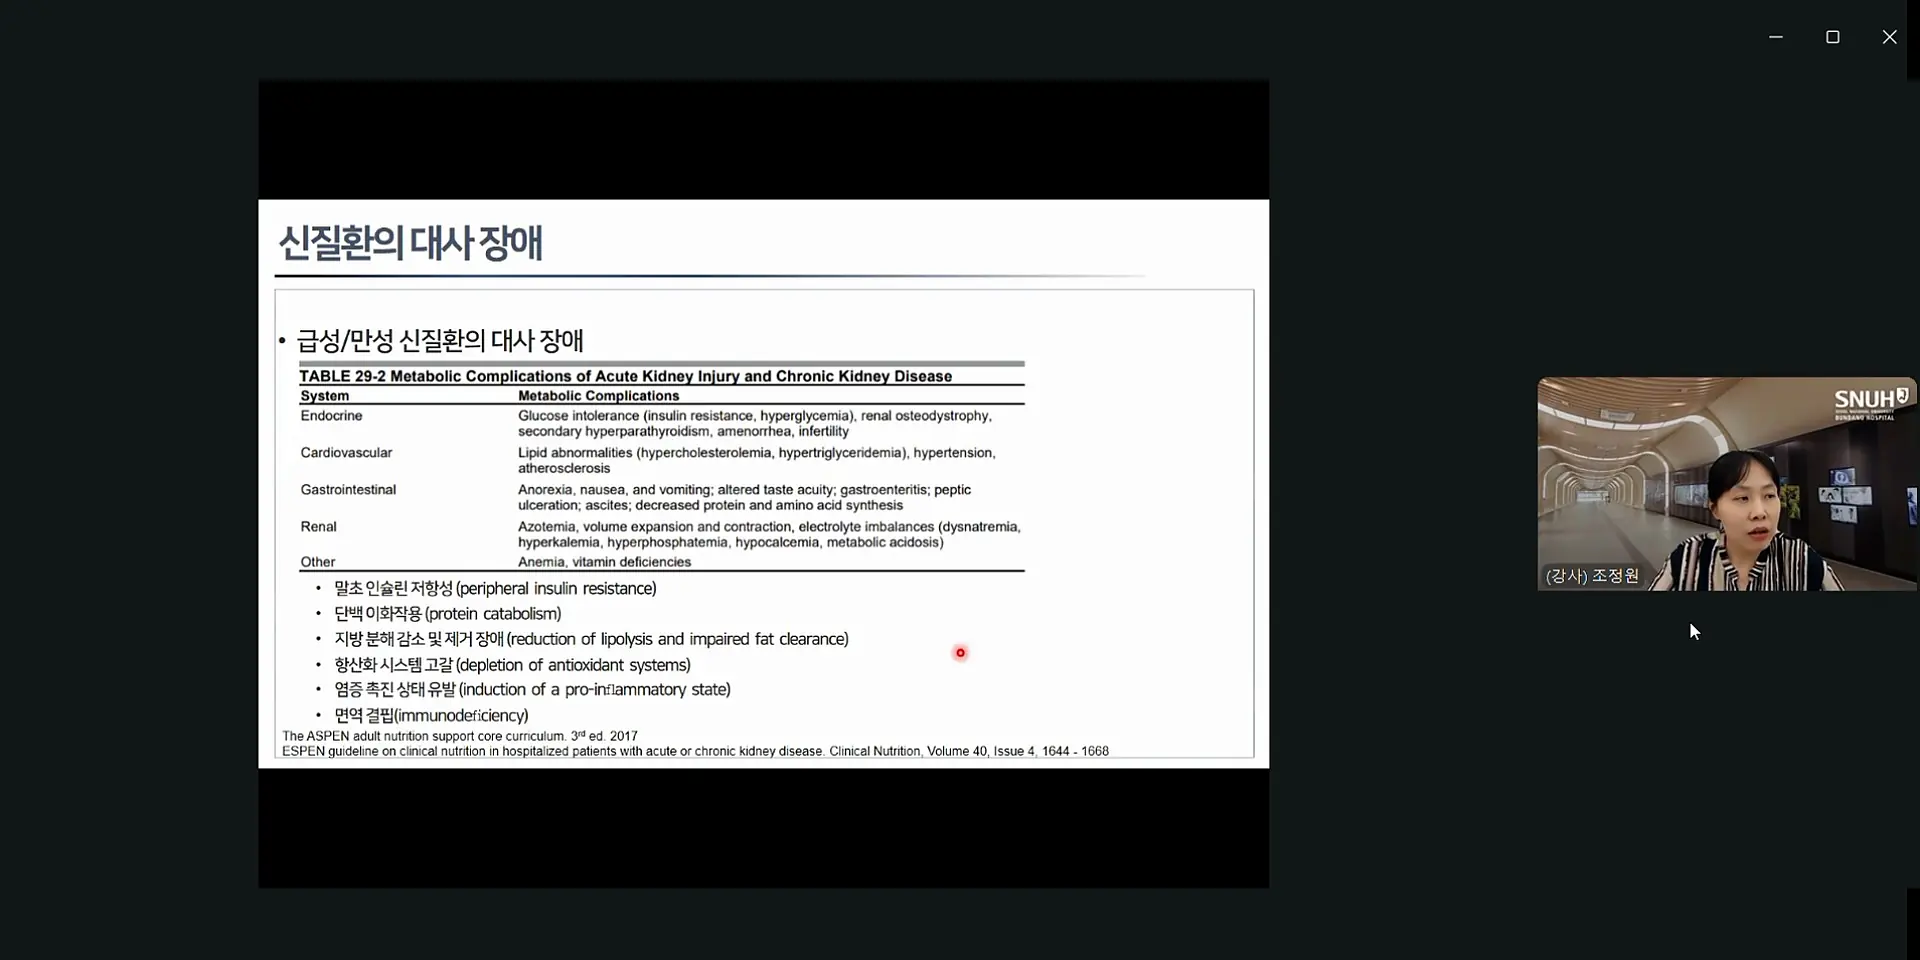 신질환의 대사 장애
• 급성/만성 신질환의 대사 장애
TABLE 29-2 Metabolic Complications of Acute Kidney Injury and Chronic Kidney Disease
System Metabolic Complications
Endocrine Glucose intolerance (insulin resistance, hyperglycemia), renal osteodystrophy,
secondary hyperparathyroidism, amenorrhea, infertility
Cardiovascular Lipid abnormalities (hypercholesterolemia, hypertriglyceridemia), hypertension,
atherosclerosis
Gastrointestinal Anorexia, nausea, and vomiting; altered taste acuity; gastroenteritis; peptic
ulceration; ascites; decreased protein and amino acid synthesis
Renal Azotemia, volume expansion and contraction, electrolyte imbalances (dysnatremia,
hyperkalemia, hyperphosphatemia, hypocalcemia, metabolic acidosis)
Other Anemia, vitamin deficiencies
• 말초 인슐린 저항성 (peripheral insulin resistance)
• 단백 이화작용 (protein catabolism)
• 지방 분해 감소 및 제거 장애 (reduction of lipolysis and impaired fat clearance)
• 항산화 시스템 고갈 (depletion of antioxidant systems)
• 염증 촉진 상태 유발 (induction of a pro-inflammatory state)
• 면역 결핍(immunodeficiency)
The ASPEN adult nutrition support core curriculum. 3rd ed. 2017
ESPEN guideline on clinical nutrition in hospitalized patients with acute or chronic kidney disease. Clinical Nutrition, Volume 40, Issue 4, 1644 - 1668
SNUH
BUNDANG HOSPITAL
(강사) 조정원